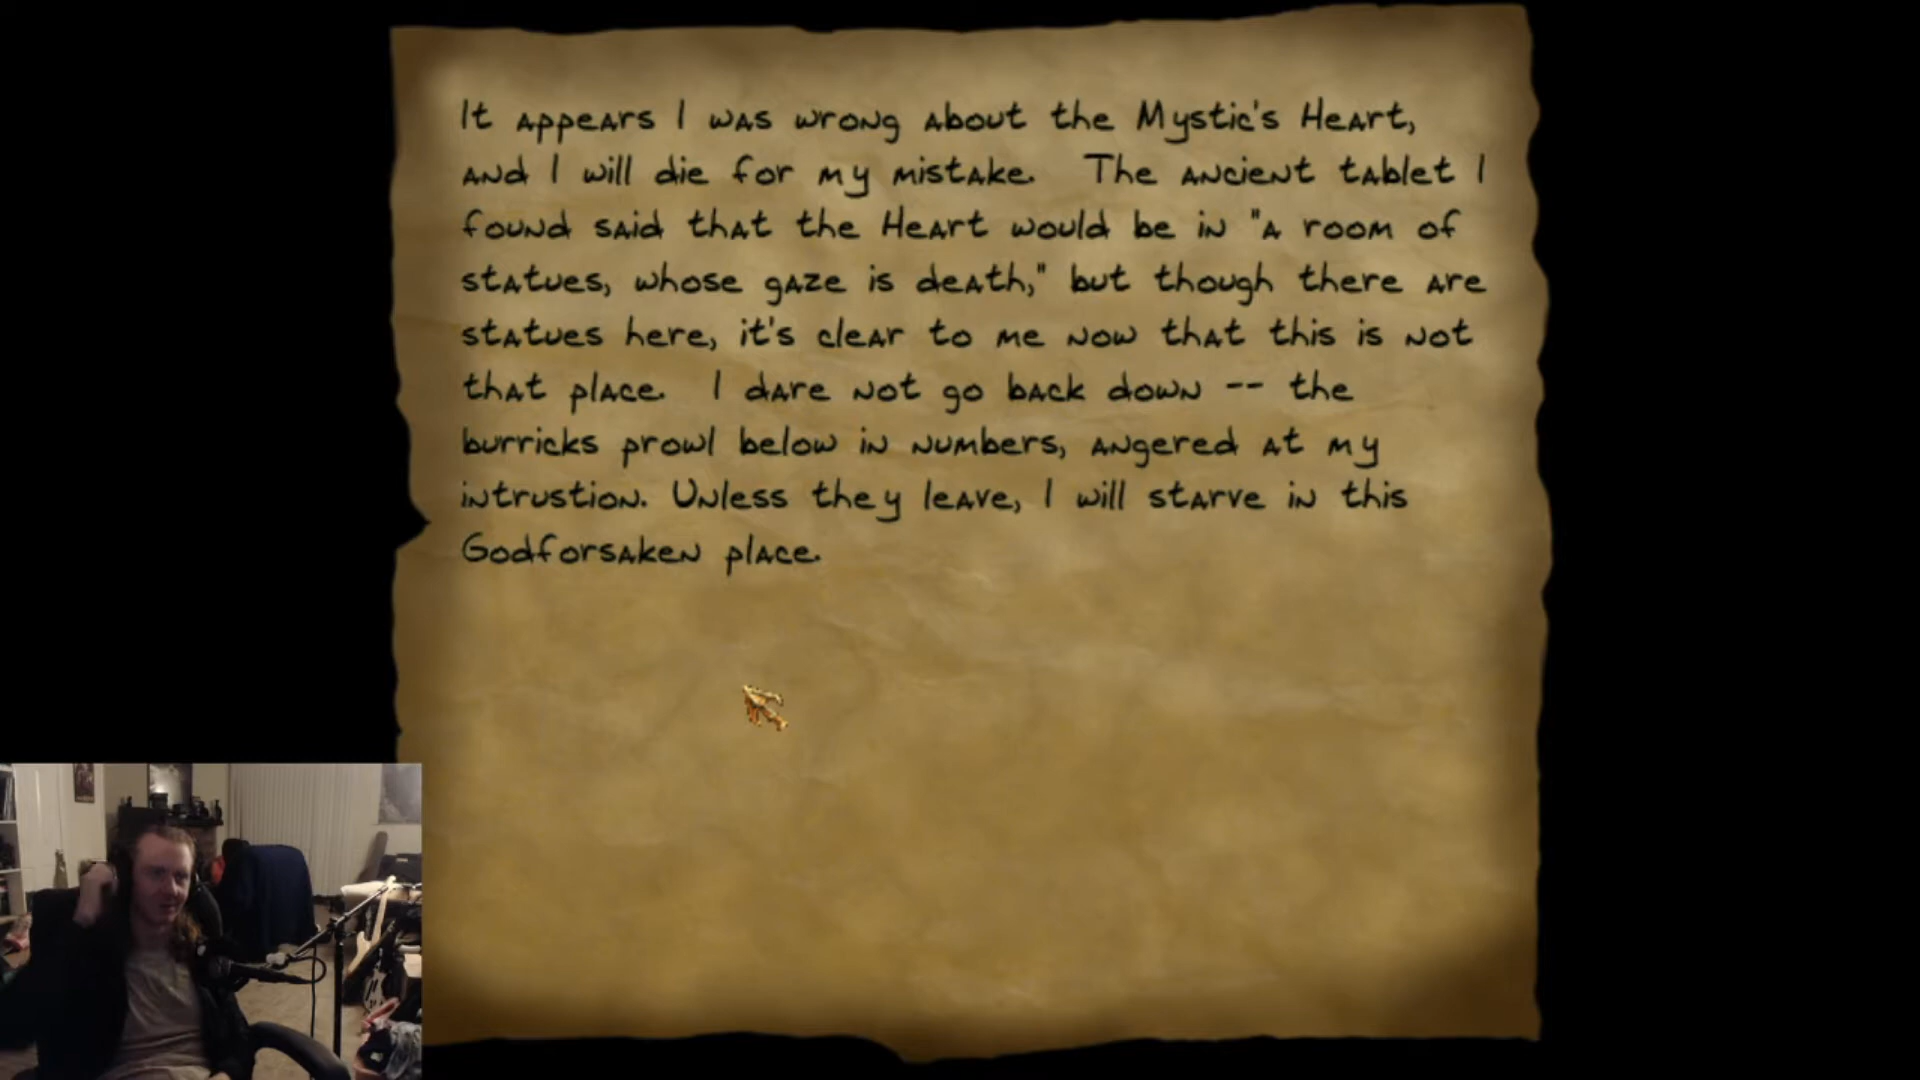 It appears I was wrong about the Mystic's Heart,
and I will die for my mistake.  The ancient tablet I
found said that the Heart would be in "a room of
statues, whose gaze is death," but though there are
statues here, it's clear to me now that this is not
that place.  I dare not go back down -- the
burricks prowl below in numbers, angered at my
intrustion. Unless they leave, I will starve in this
Godforsaken place.